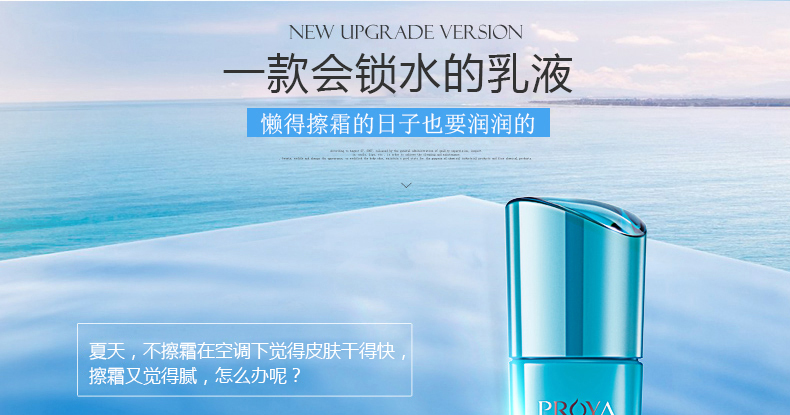 NEW UPGRADE VERSION
一款会锁水的乳液
懒得擦霜的日子也要润润的
夏天，不擦霜在空调下觉得皮肤干得快，
擦霜又觉得腻，怎么办呢？
PROYA